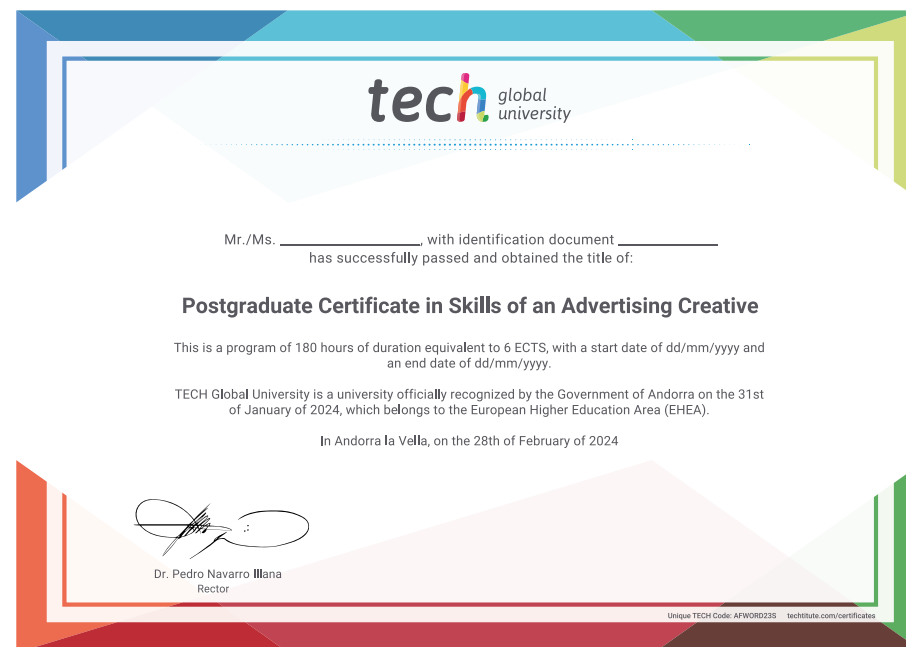 tech global
university
Mr./Ms. ____________, with identification document ____________
has successfully passed and obtained the title of:
Postgraduate Certificate in Skills of an Advertising Creative
This is a program of 180 hours of duration equivalent to 6 ECTS, with a start date of dd/mm/yyyy and
an end date of dd/mm/yyyy.
TECH Global University is a university officially recognized by the Government of Andorra on the 31st
of January of 2024, which belongs to the European Higher Education Area (EHEA).
In Andorra la Vella, on the 28th of February of 2024
Dr. Pedro Navarro Illana
Rector
Unique TECH Code: AFWORD23S techtitute.com/certificates